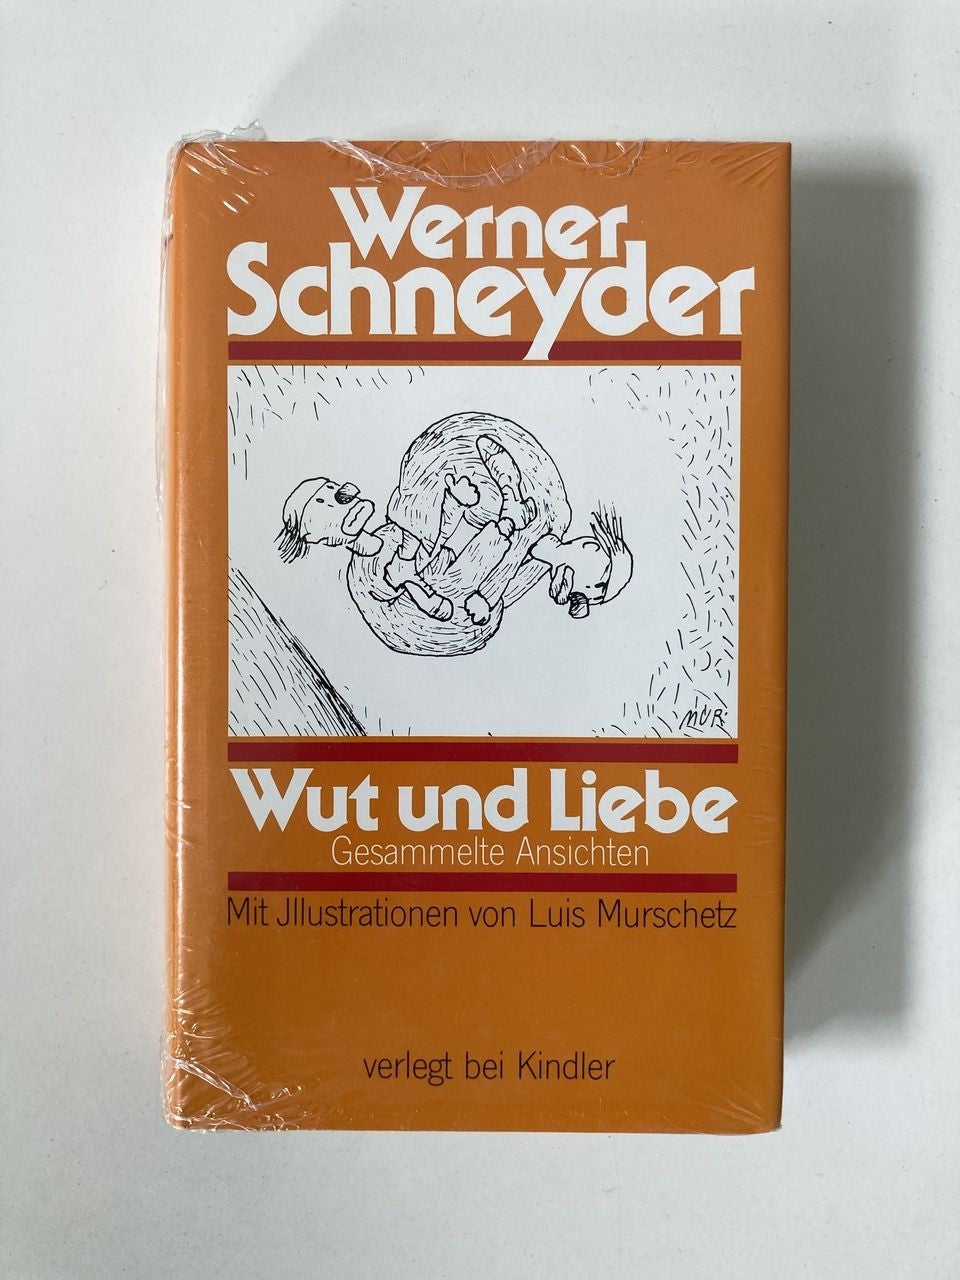 Werner
Schneyder
MUR
Wut und Liebe
Gesammelte Ansichten
Mit Jllustrationen von Luis Murschetz
verlegt bei Kindler